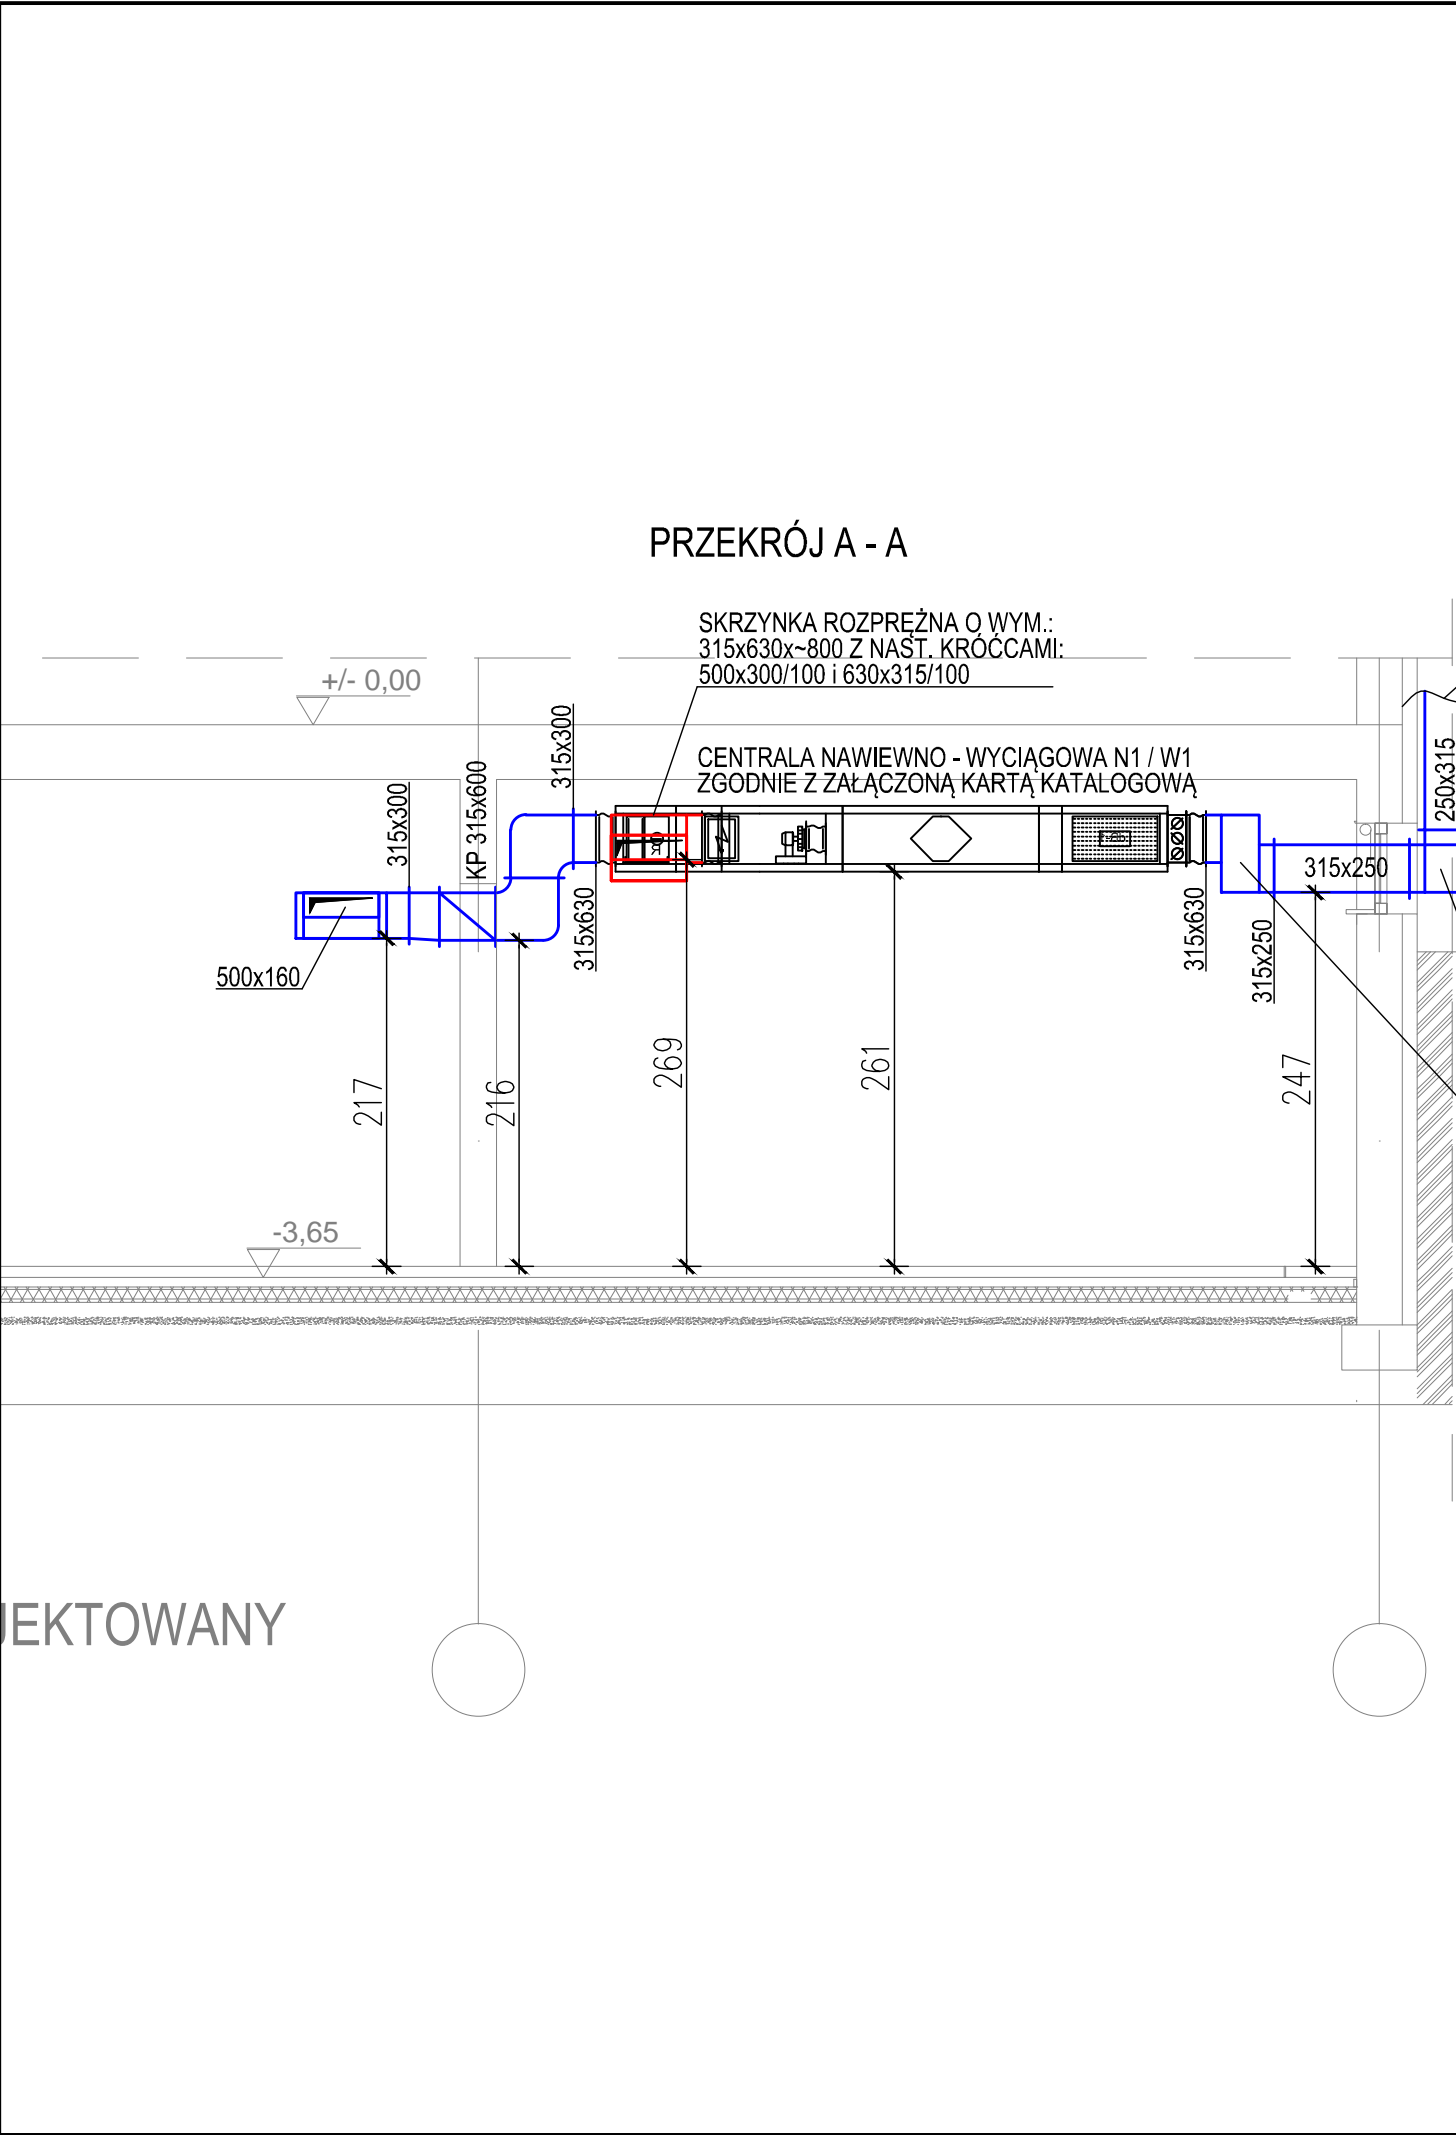 PRZEKRÓJ A - A
SKRZYNKA ROZPRĘŻNA O WYM.:
315x630x~800 Z NAST. KRÓĆCAMI:
500x300/100 i 630x315/100
+/- 0,00
CENTRALA NAWIEWNO - WYCIĄGOWA N1 / W1
ZGODNIE Z ZAŁĄCZONĄ KARTĄ KATALOGOWĄ
315x300
KP 315x600
315x300
250x315
315x250
315x630
315x630
315x250
500x160
217
216
269
261
247
-3,65
JEKTOWANY